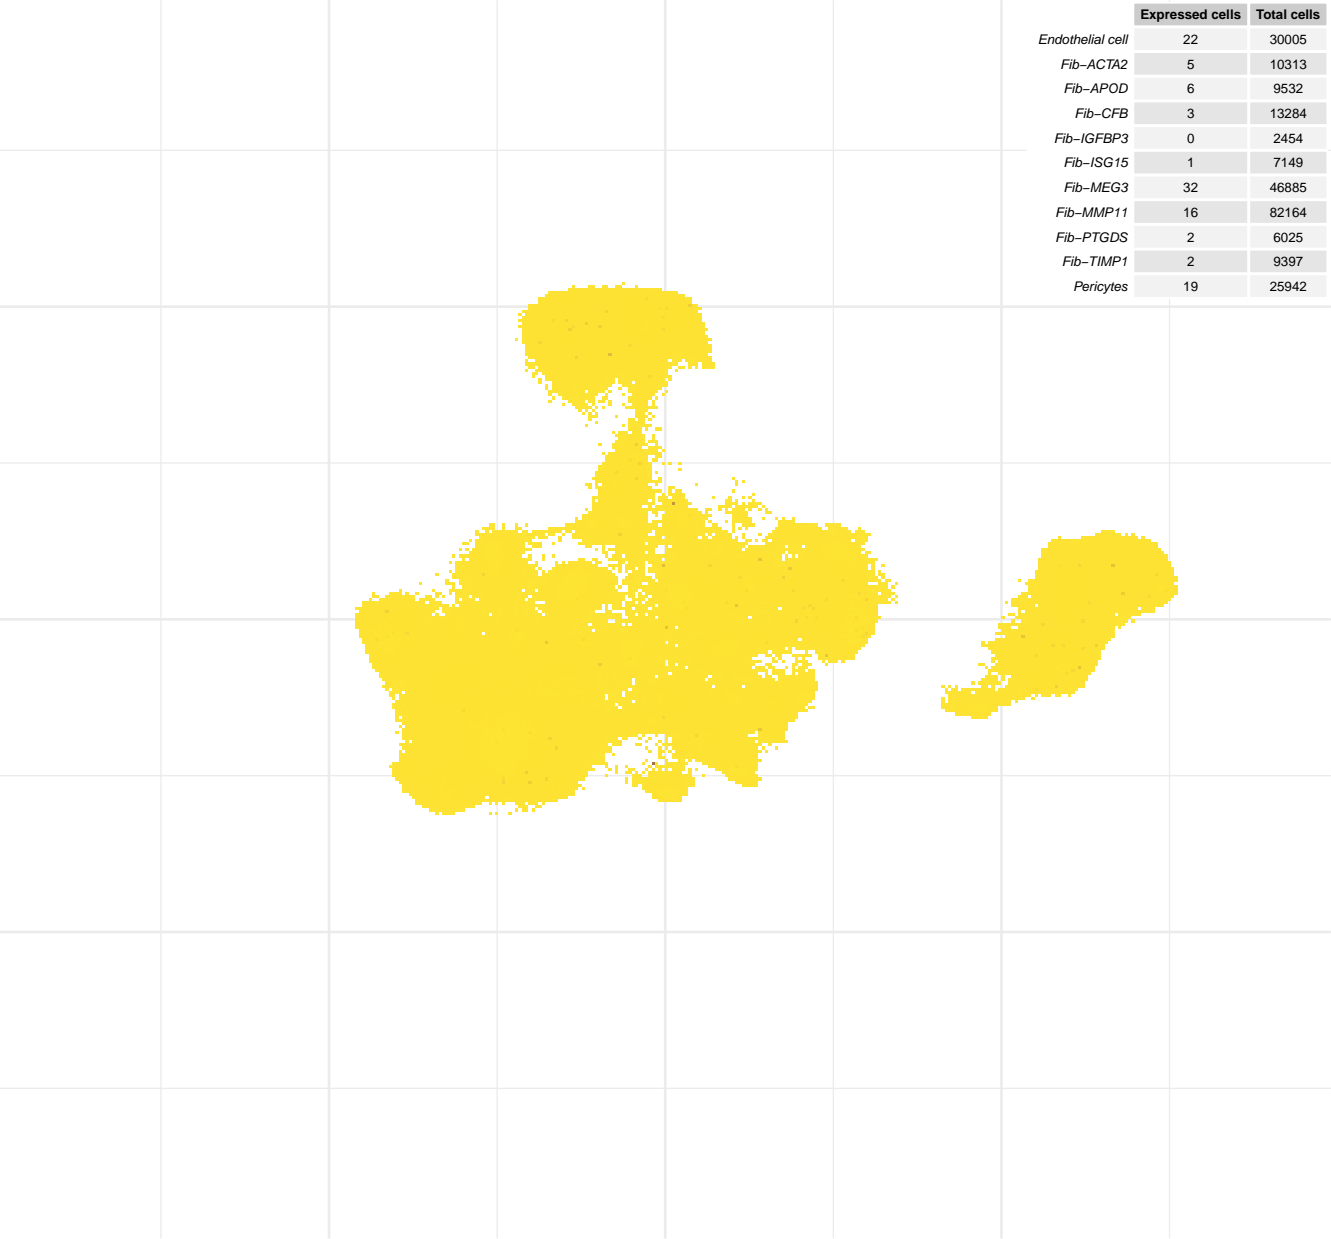 Expressed cells Total cells
Endothelial cell 22 30005
Fib−ACTA2 5 10313
Fib−APOD 6 9532
Fib−CFB 3 13284
Fib−IGFBP3 0 2454
Fib−ISG15 1 7149
Fib−MEG3 32 46885
Fib−MMP11 16 82164
Fib−PTGDS 2 6025
Fib−TIMP1 2 9397
Pericytes 19 25942